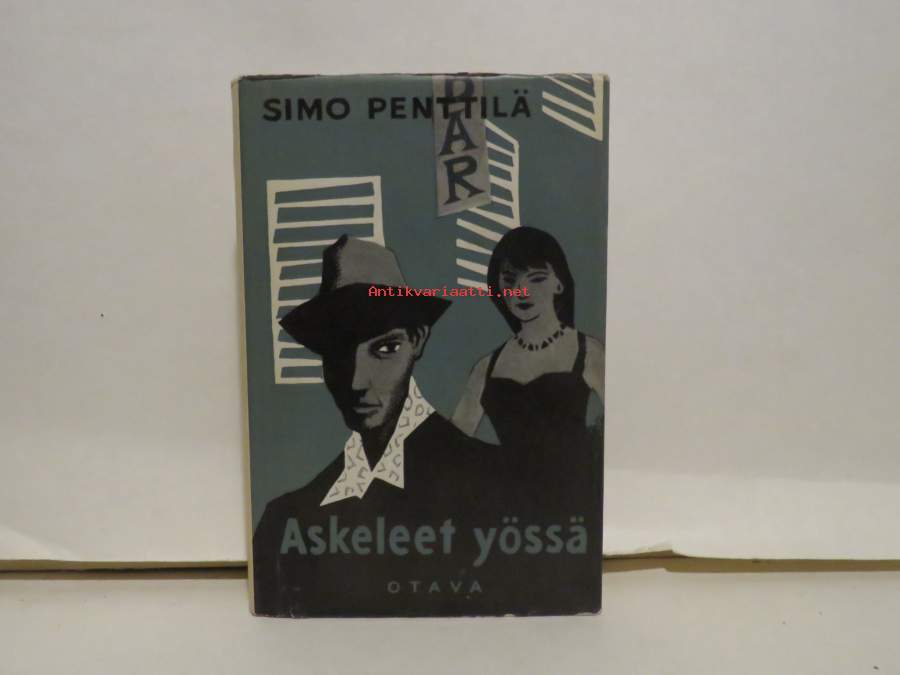 SIMO PENTTILÄ
BAR
Antikvariaatti.net
Askeleet yössä
OTAVA